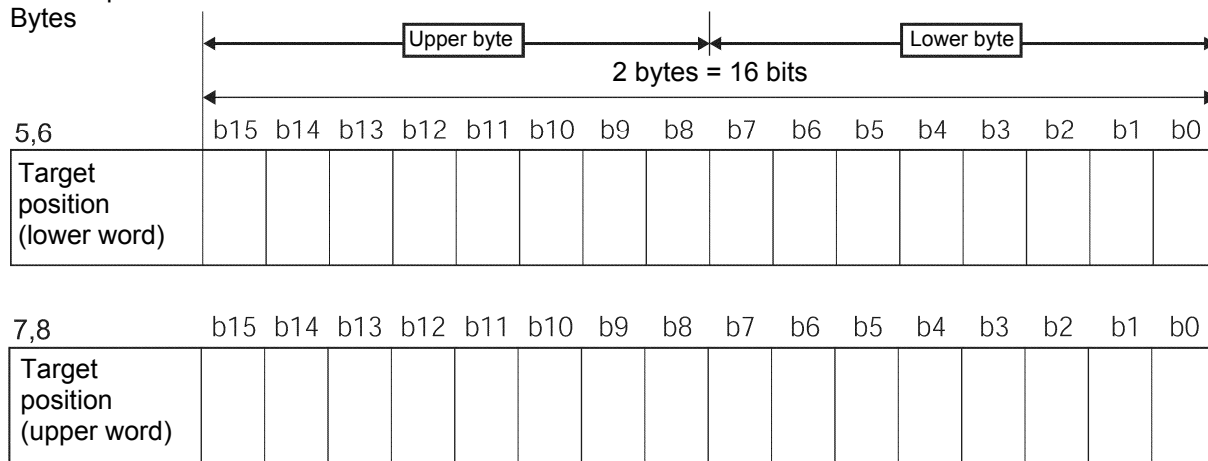 Bytes
Upper byte Lower byte
2 bytes = 16 bits
5,6 b15 b14 b13 b12 b11 b10 b9 b8 b7 b6 b5 b4 b3 b2 b1 b0
Target
position
(lower word)
7,8 b15 b14 b13 b12 b11 b10 b9 b8 b7 b6 b5 b4 b3 b2 b1 b0
Target
position
(upper word)